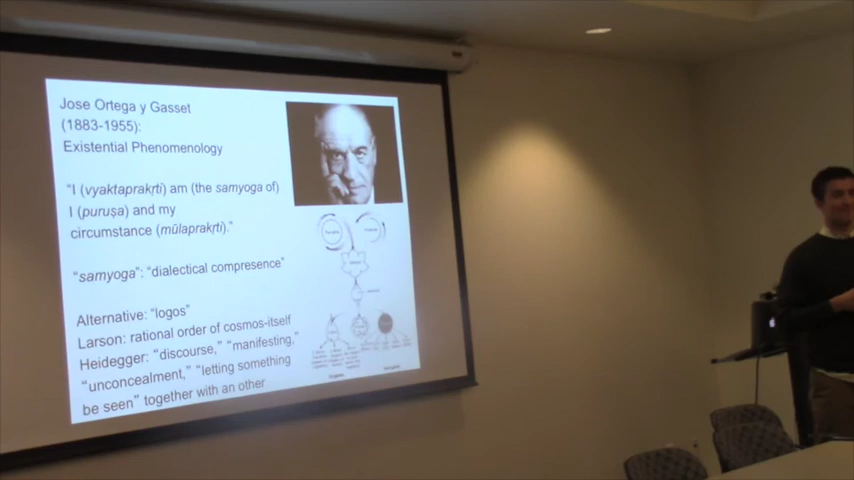 Jose Ortega y Gasset
(1883-1955):
Existential Phenomenology
"I (vyaktaprakṛti) am (the samyoga of)
I (puruṣa) and my
circumstance (mūlaprakṛti)."
"samyoga": "dialectical compresence"
Alternative: "logos"
Larson: rational order of cosmos-itself
Heidegger: "discourse," "manifesting,"
"unconcealment," "letting something
be seen" together with an other